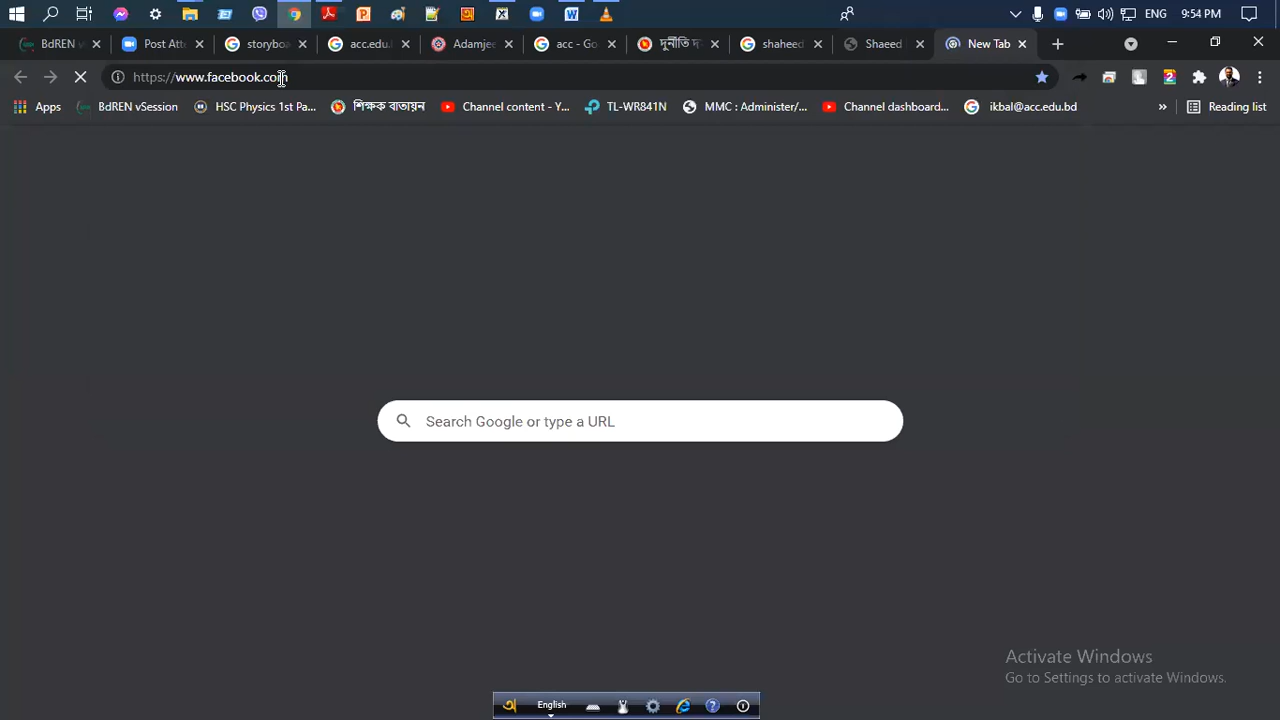 ENG 9:54 PM
BdREN v Post Atte storybo acc.edu. Adamjee acc - Go দুর্নীতি দ shaheed Shaeed New Tab
https://www.facebook.com
Apps BdREN vSession HSC Physics 1st Pa... শিক্ষক বাতায়ন Channel content - Y... TL-WR841N MMC : Administer/... Channel dashboard... ikbal@acc.edu.bd » Reading list
Search Google or type a URL
Activate Windows
Go to Settings to activate Windows.
অ English